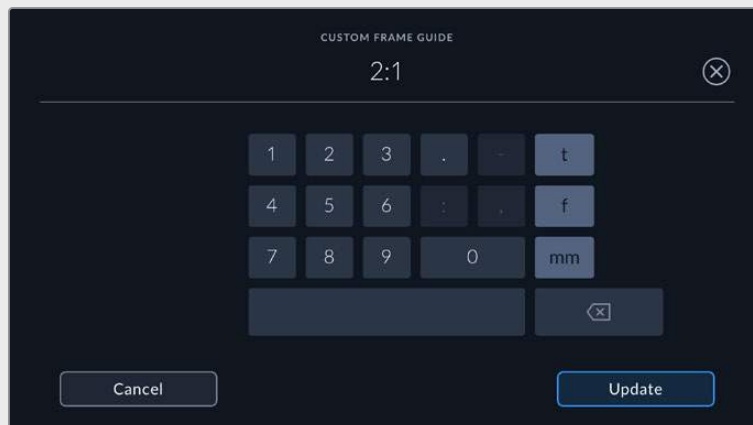 CUSTOM FRAME GUIDE
2:1
1 2 3 . - t
4 5 6 : , f
7 8 9 0 mm
Cancel Update